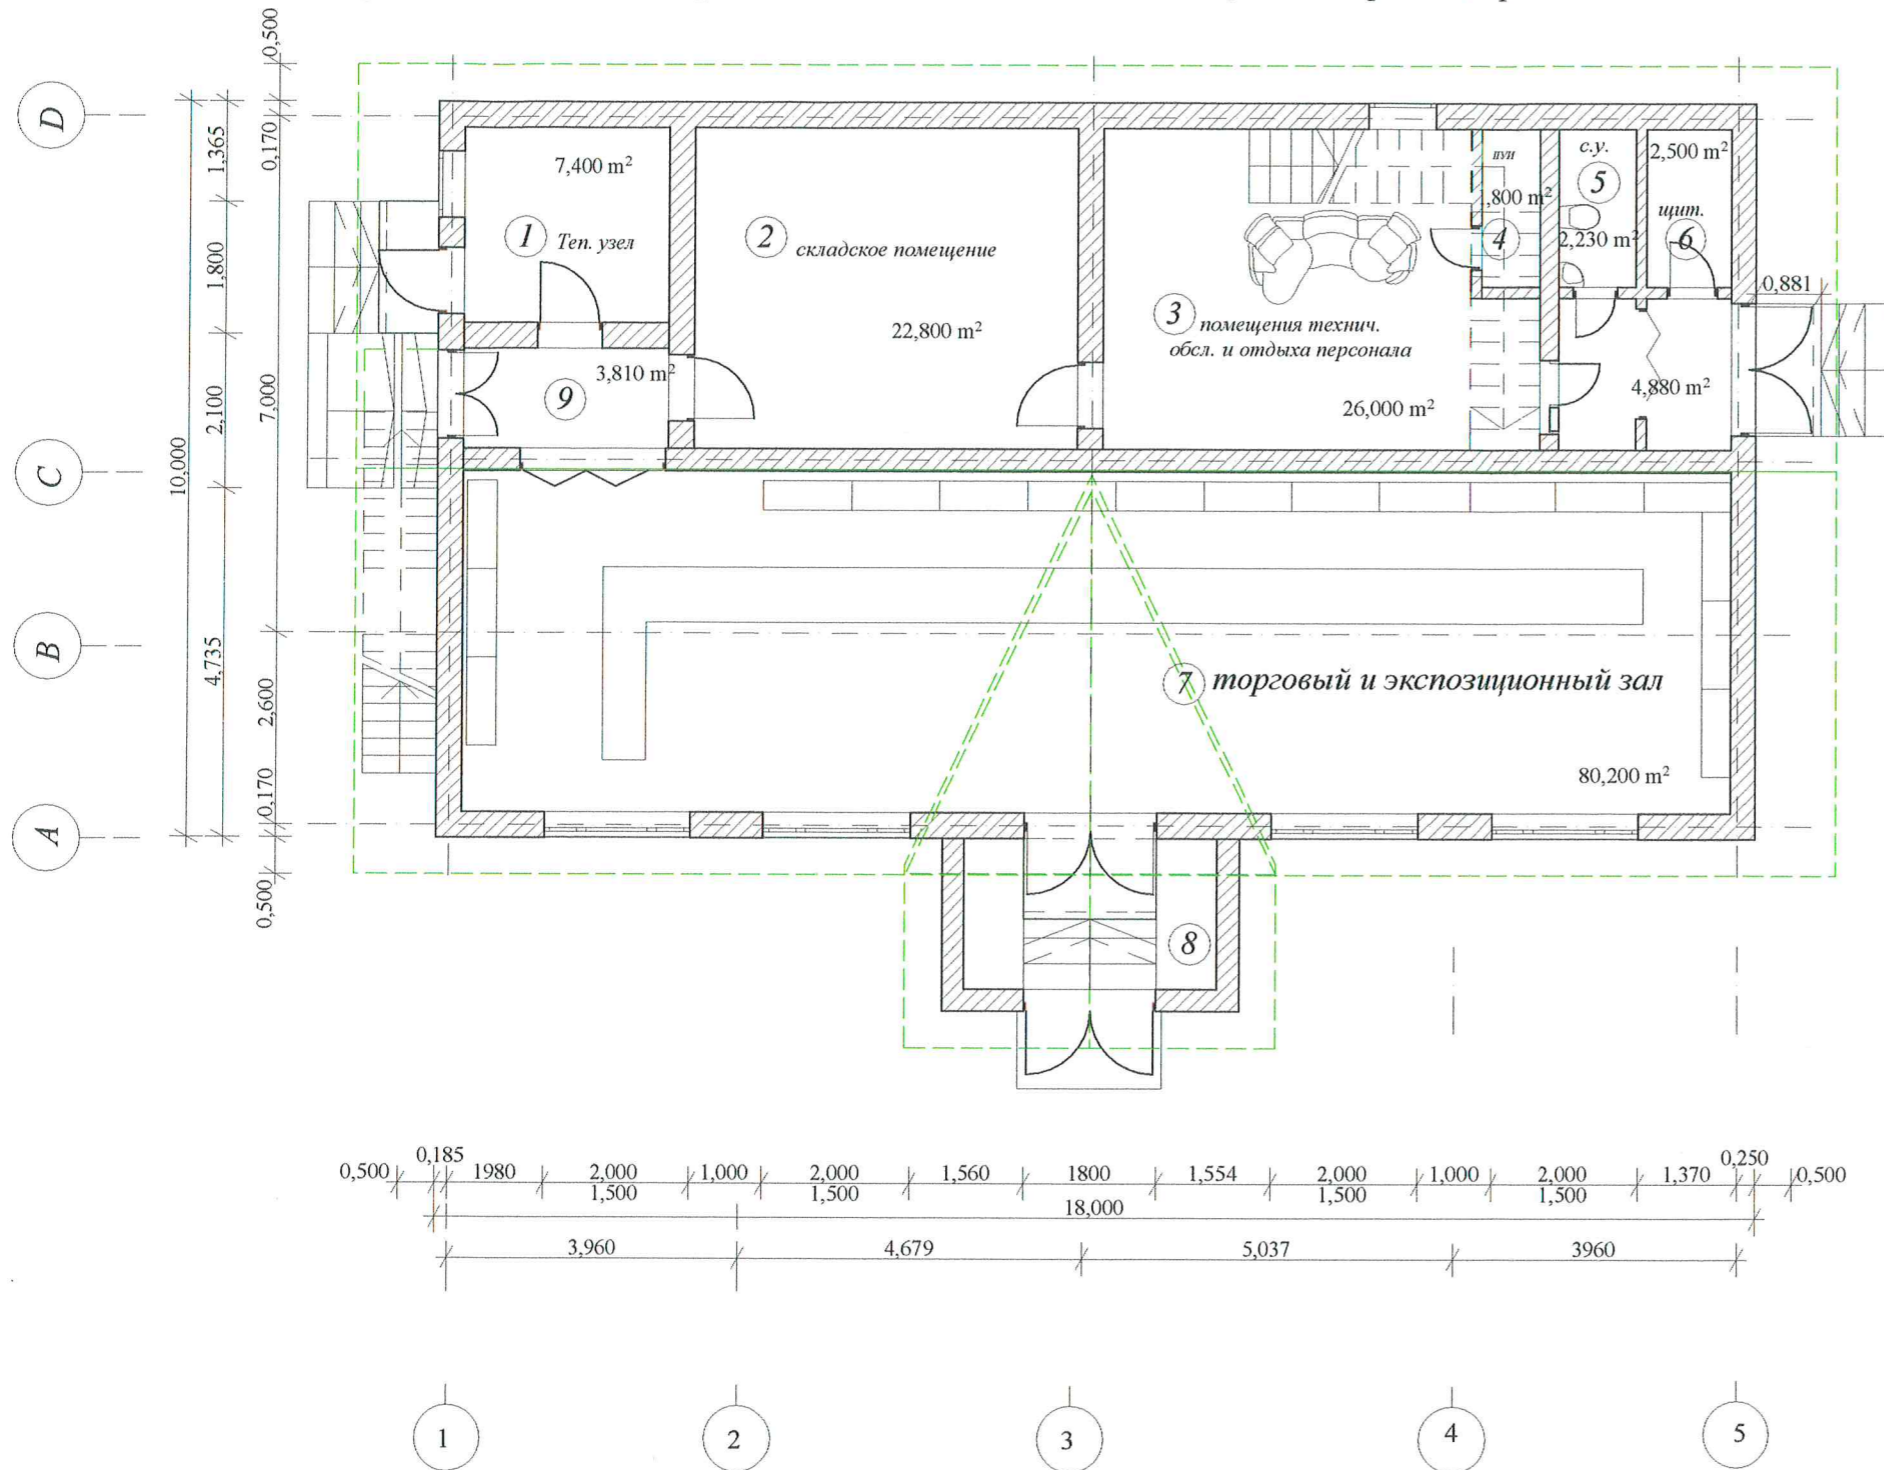 0,500
D
0,170
1,365
7,400 m²
1
Теп. узел
2
складское помещение
22,800 m²
ПУИ
,800 m²
4
с.у.
5
2,230 m²
2,500 m²
щит.
6
0,881
3
помещения технич.
обсл. и отдыха персонала
26,000 m²
4,880 m²
1,800
2,100
7,000
10,000
3,810 m²
9
C
B
4,735
2,600
7 торговый и экспозиционный зал
80,200 m²
0,170
A
0,500
8
0,500 0,185 1980 2,000 1,000 2,000 1,560 1800 1,554 2,000 1,000 2,000 1,370 0,250 0,500
1,500 1,500 1,500 1,500
18,000
3,960 4,679 5,037 3960
1 2 3 4 5